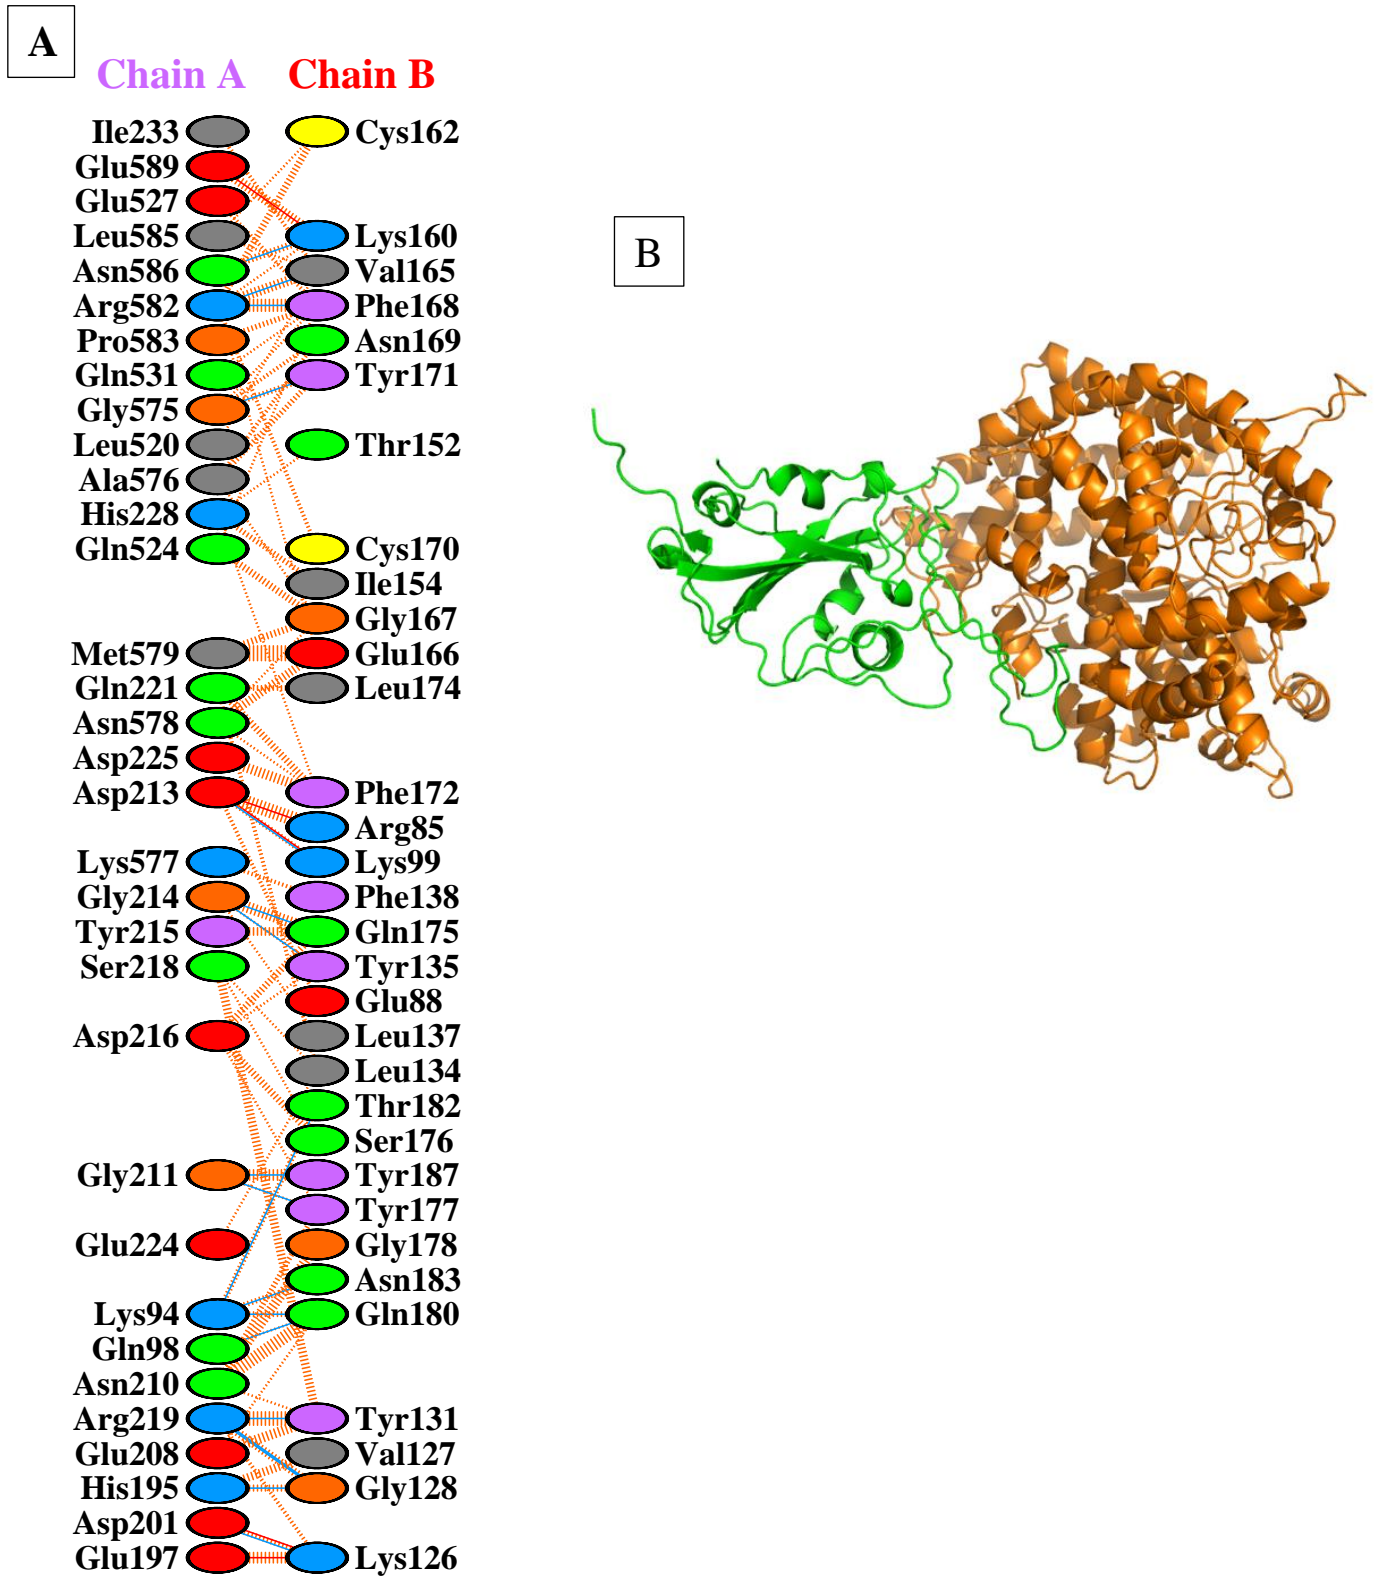 A
Chain A Chain B
Ile233 Cys162
Glu589
Glu527
Leu585 Lys160
Asn586 Val165
Arg582 Phe168
Pro583 Asn169
Gln531 Tyr171
Gly575
Leu520 Thr152
Ala576
His228
Gln524 Cys170
Ile154
Gly167
Met579 Glu166
Gln221 Leu174
Asn578
Asp225
Asp213 Phe172
Arg85
Lys577 Lys99
Gly214 Phe138
Tyr215 Gln175
Ser218 Tyr135
Glu88
Asp216 Leu137
Leu134
Thr182
Ser176
Gly211 Tyr187
Tyr177
Glu224 Gly178
Asn183
Lys94 Gln180
Gln98
Asn210
Arg219 Tyr131
Glu208 Val127
His195 Gly128
Asp201
Glu197 Lys126
B